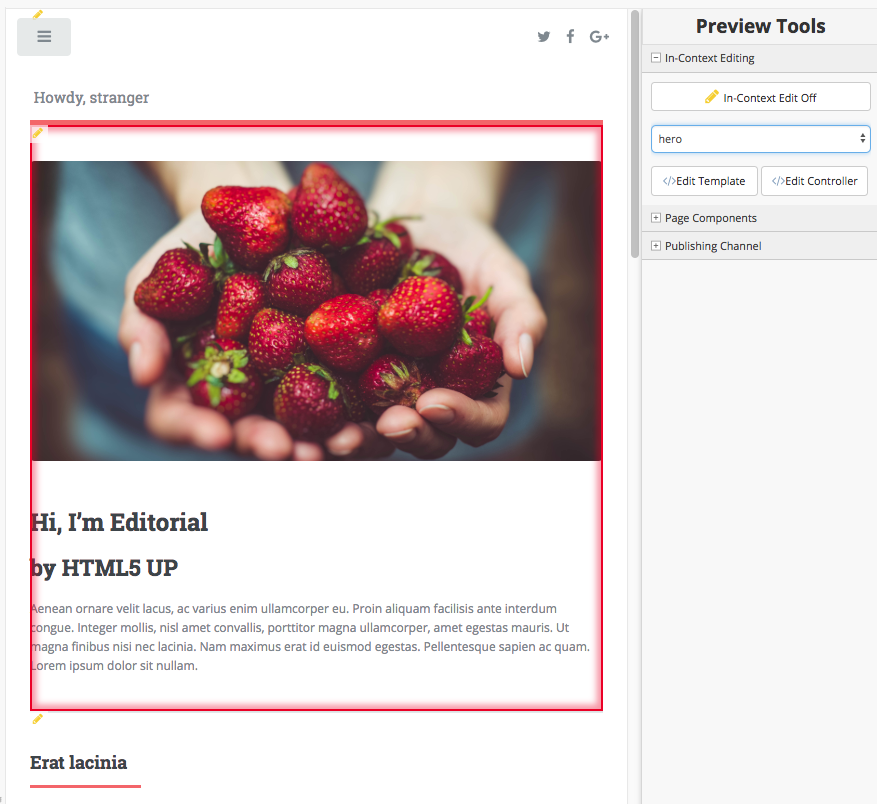 Howdy, stranger
Hi, I'm Editorial
by HTML5 UP
Aenean ornare velit lacus, ac varius enim ullamcorper eu. Proin aliquam facilisis ante interdum
congue. Integer mollis, nisl amet convallis, porttitor magna ullamcorper, amet egestas mauris. Ut
magna finibus nisi nec lacinia. Nam maximus erat id euismod egestas. Pellentesque sapien ac quam.
Lorem ipsum dolor sit nullam.
Erat lacinia
Preview Tools
In-Context Editing
In-Context Edit Off
hero
</>Edit Template
</>Edit Controller
Page Components
Publishing Channel